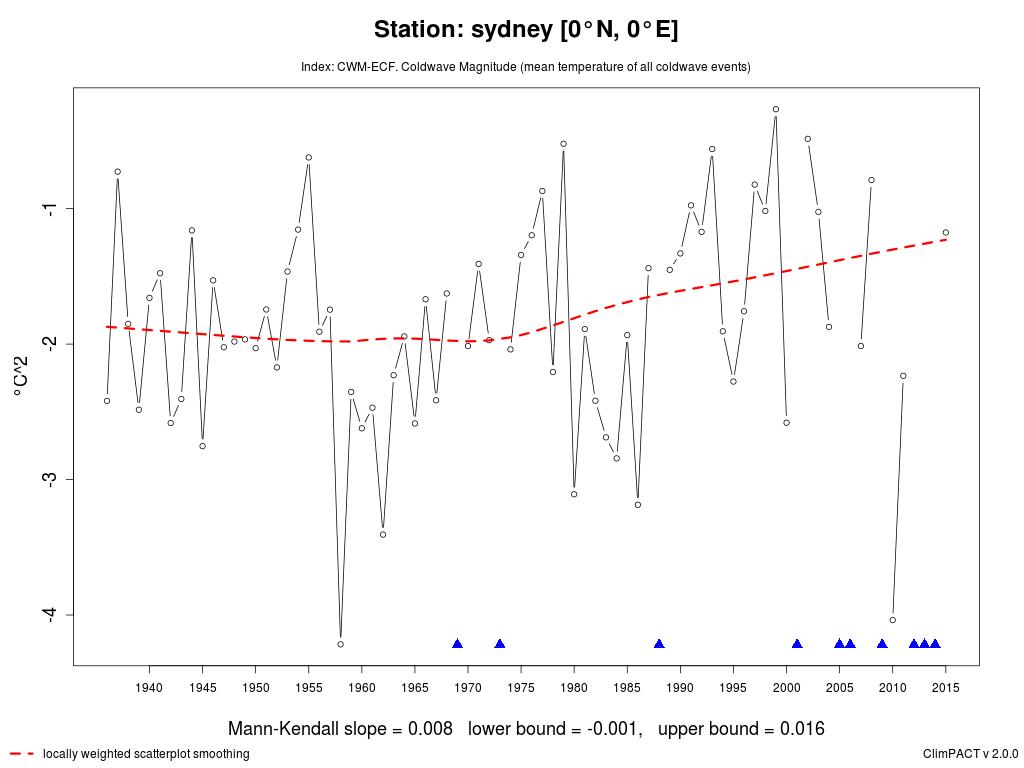 Station: sydney [0°N, 0°E]
Index: CWM-ECF. Coldwave Magnitude (mean temperature of all coldwave events)
°C^2
-1
-2
-3
-4
1940 1945 1950 1955 1960 1965 1970 1975 1980 1985 1990 1995 2000 2005 2010 2015
Mann-Kendall slope = 0.008 lower bound = -0.001, upper bound = 0.016
locally weighted scatterplot smoothing
ClimPACT v 2.0.0